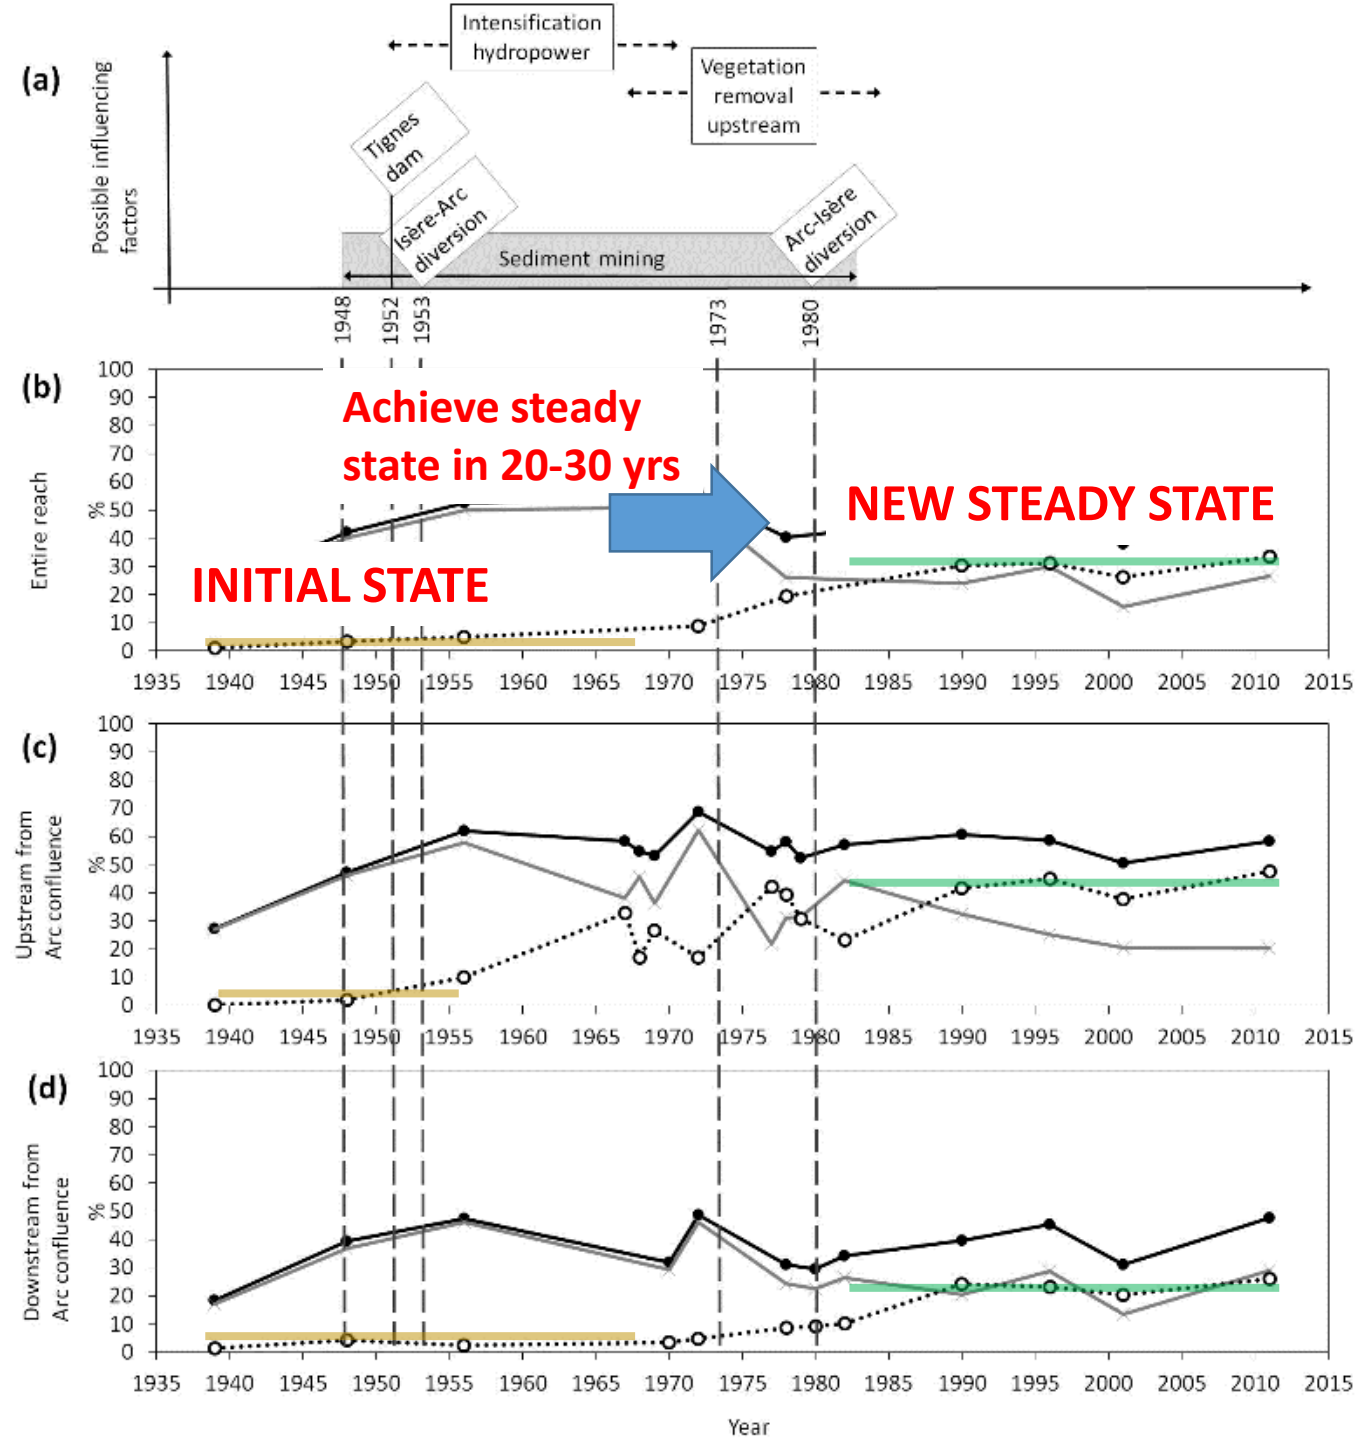 (a)
Possible influencing
factors
Intensification
hydropower
Vegetation
removal
upstream
Tignes
dam
Isère-Arc
diversion
Arc-Isère
diversion
Sediment mining
1948
1952
1953
1973
1980
(b)
Entire reach
%
100
90
80
70
60
50
40
30
20
10
0
Achieve steady
state in 20-30 yrs
NEW STEADY STATE
INITIAL STATE
1935 1940 1945 1950 1955 1960 1965 1970 1975 1980 1985 1990 1995 2000 2005 2010 2015
(c)
Upstream from
Arc confluence
%
100
90
80
70
60
50
40
30
20
10
0
1935 1940 1945 1950 1955 1960 1965 1970 1975 1980 1985 1990 1995 2000 2005 2010 2015
(d)
Downstream from
Arc confluence
%
100
90
80
70
60
50
40
30
20
10
0
1935 1940 1945 1950 1955 1960 1965 1970 1975 1980 1985 1990 1995 2000 2005 2010 2015
Year